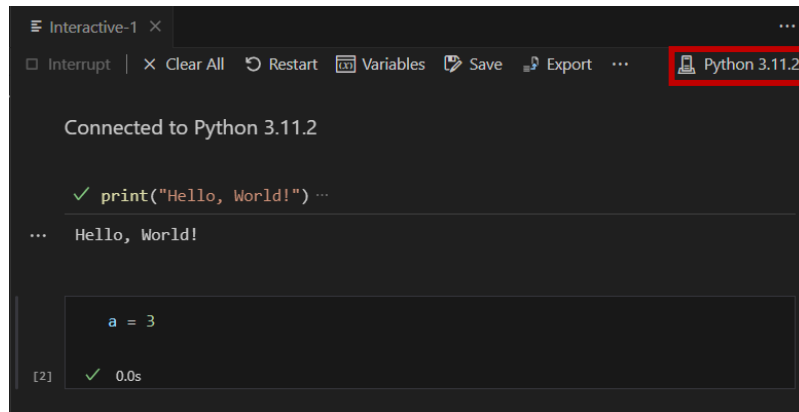 Interactive-1
Interrupt Clear All Restart Variables Save Export ... Python 3.11.2
Connected to Python 3.11.2
print("Hello, World!") ...
Hello, World!
a = 3
[2] 0.0s